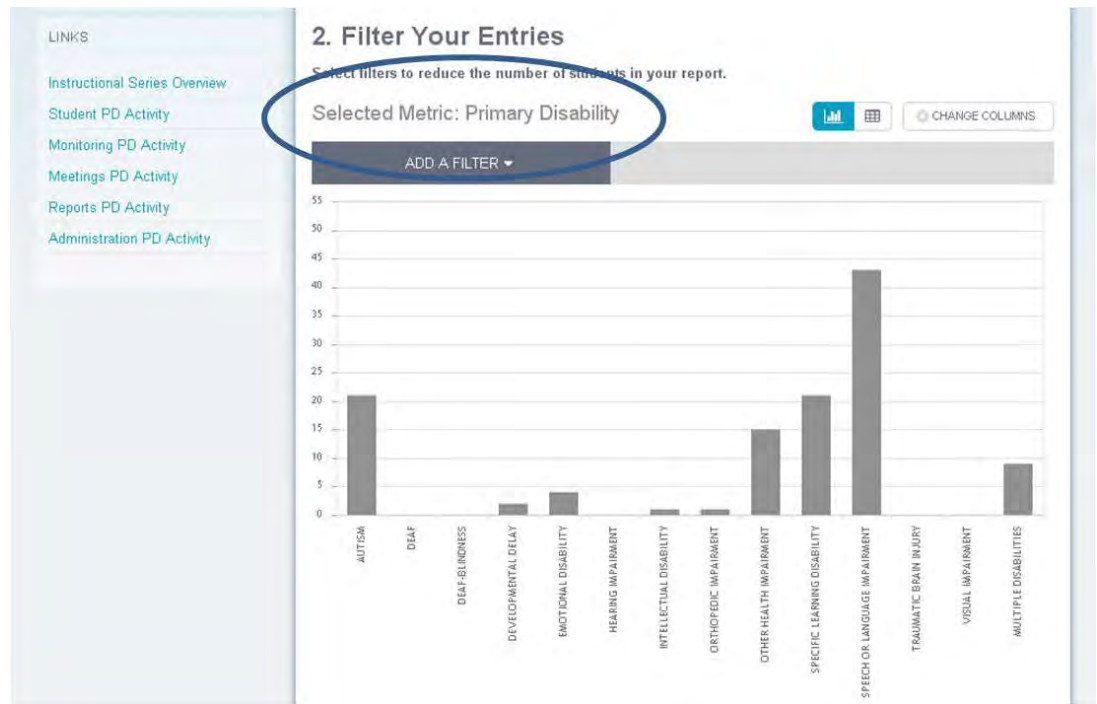 LINKS
Instructional Series Overview
Student PD Activity
Monitoring PD Activity
Meetings PD Activity
Reports PD Activity
Administration PD Activity
2. Filter Your Entries
Select filters to reduce the number of students in your report.
Selected Metric: Primary Disability
CHANGE COLUMNS
ADD A FILTER
55
50
45
40
35
30
25
20
15
10
5
0
AUTISM
DEAF
DEAF-BLINDNESS
DEVELOPMENTAL DELAY
EMOTIONAL DISABILITY
HEARING IMPAIRMENT
INTELLECTUAL DISABILITY
ORTHOPEDIC IMPAIRMENT
OTHER HEALTH IMPAIRMENT
SPECIFIC LEARNING DISABILITY
SPEECH OR LANGUAGE IMPAIRMENT
TRAUMATIC BRAIN INJURY
VISUAL IMPAIRMENT
MULTIPLE DISABILITIES